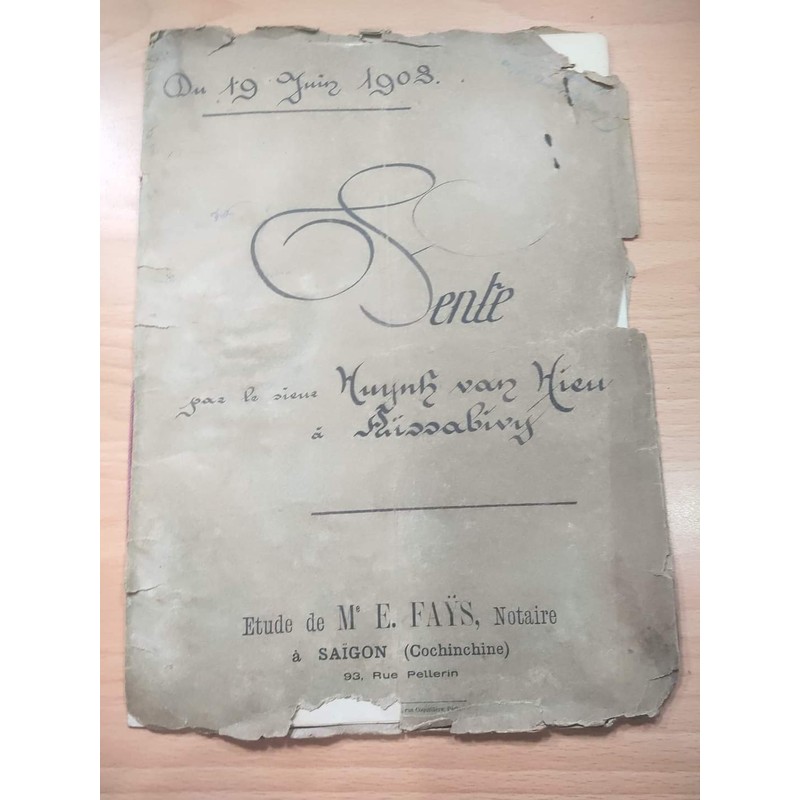 Du 19 Juin 1903.
Vente
par le sieur Huynh van Hieu
à
Etude de Mᵉ E. FAŸS, Notaire
à SAÏGON (Cochinchine)
93, Rue Pellerin